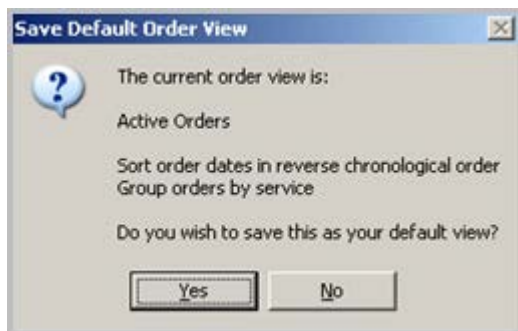 Save Default Order View
The current order view is:
Active Orders
Sort order dates in reverse chronological order
Group orders by service
Do you wish to save this as your default view?
Yes
No